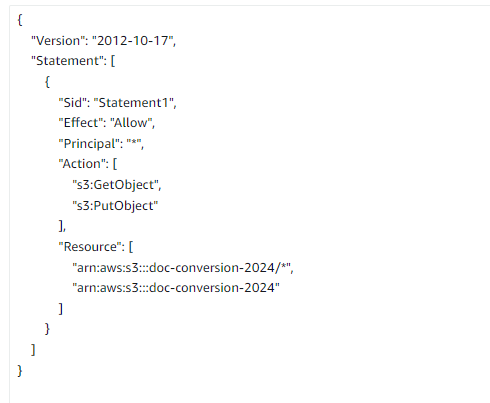 {
"Version": "2012-10-17",
"Statement": [
{
"Sid": "Statement1",
"Effect": "Allow",
"Principal": "*",
"Action": [
"s3:GetObject",
"s3:PutObject"
],
"Resource": [
"arn:aws:s3:::doc-conversion-2024/*",
"arn:aws:s3:::doc-conversion-2024"
]
}
]
}